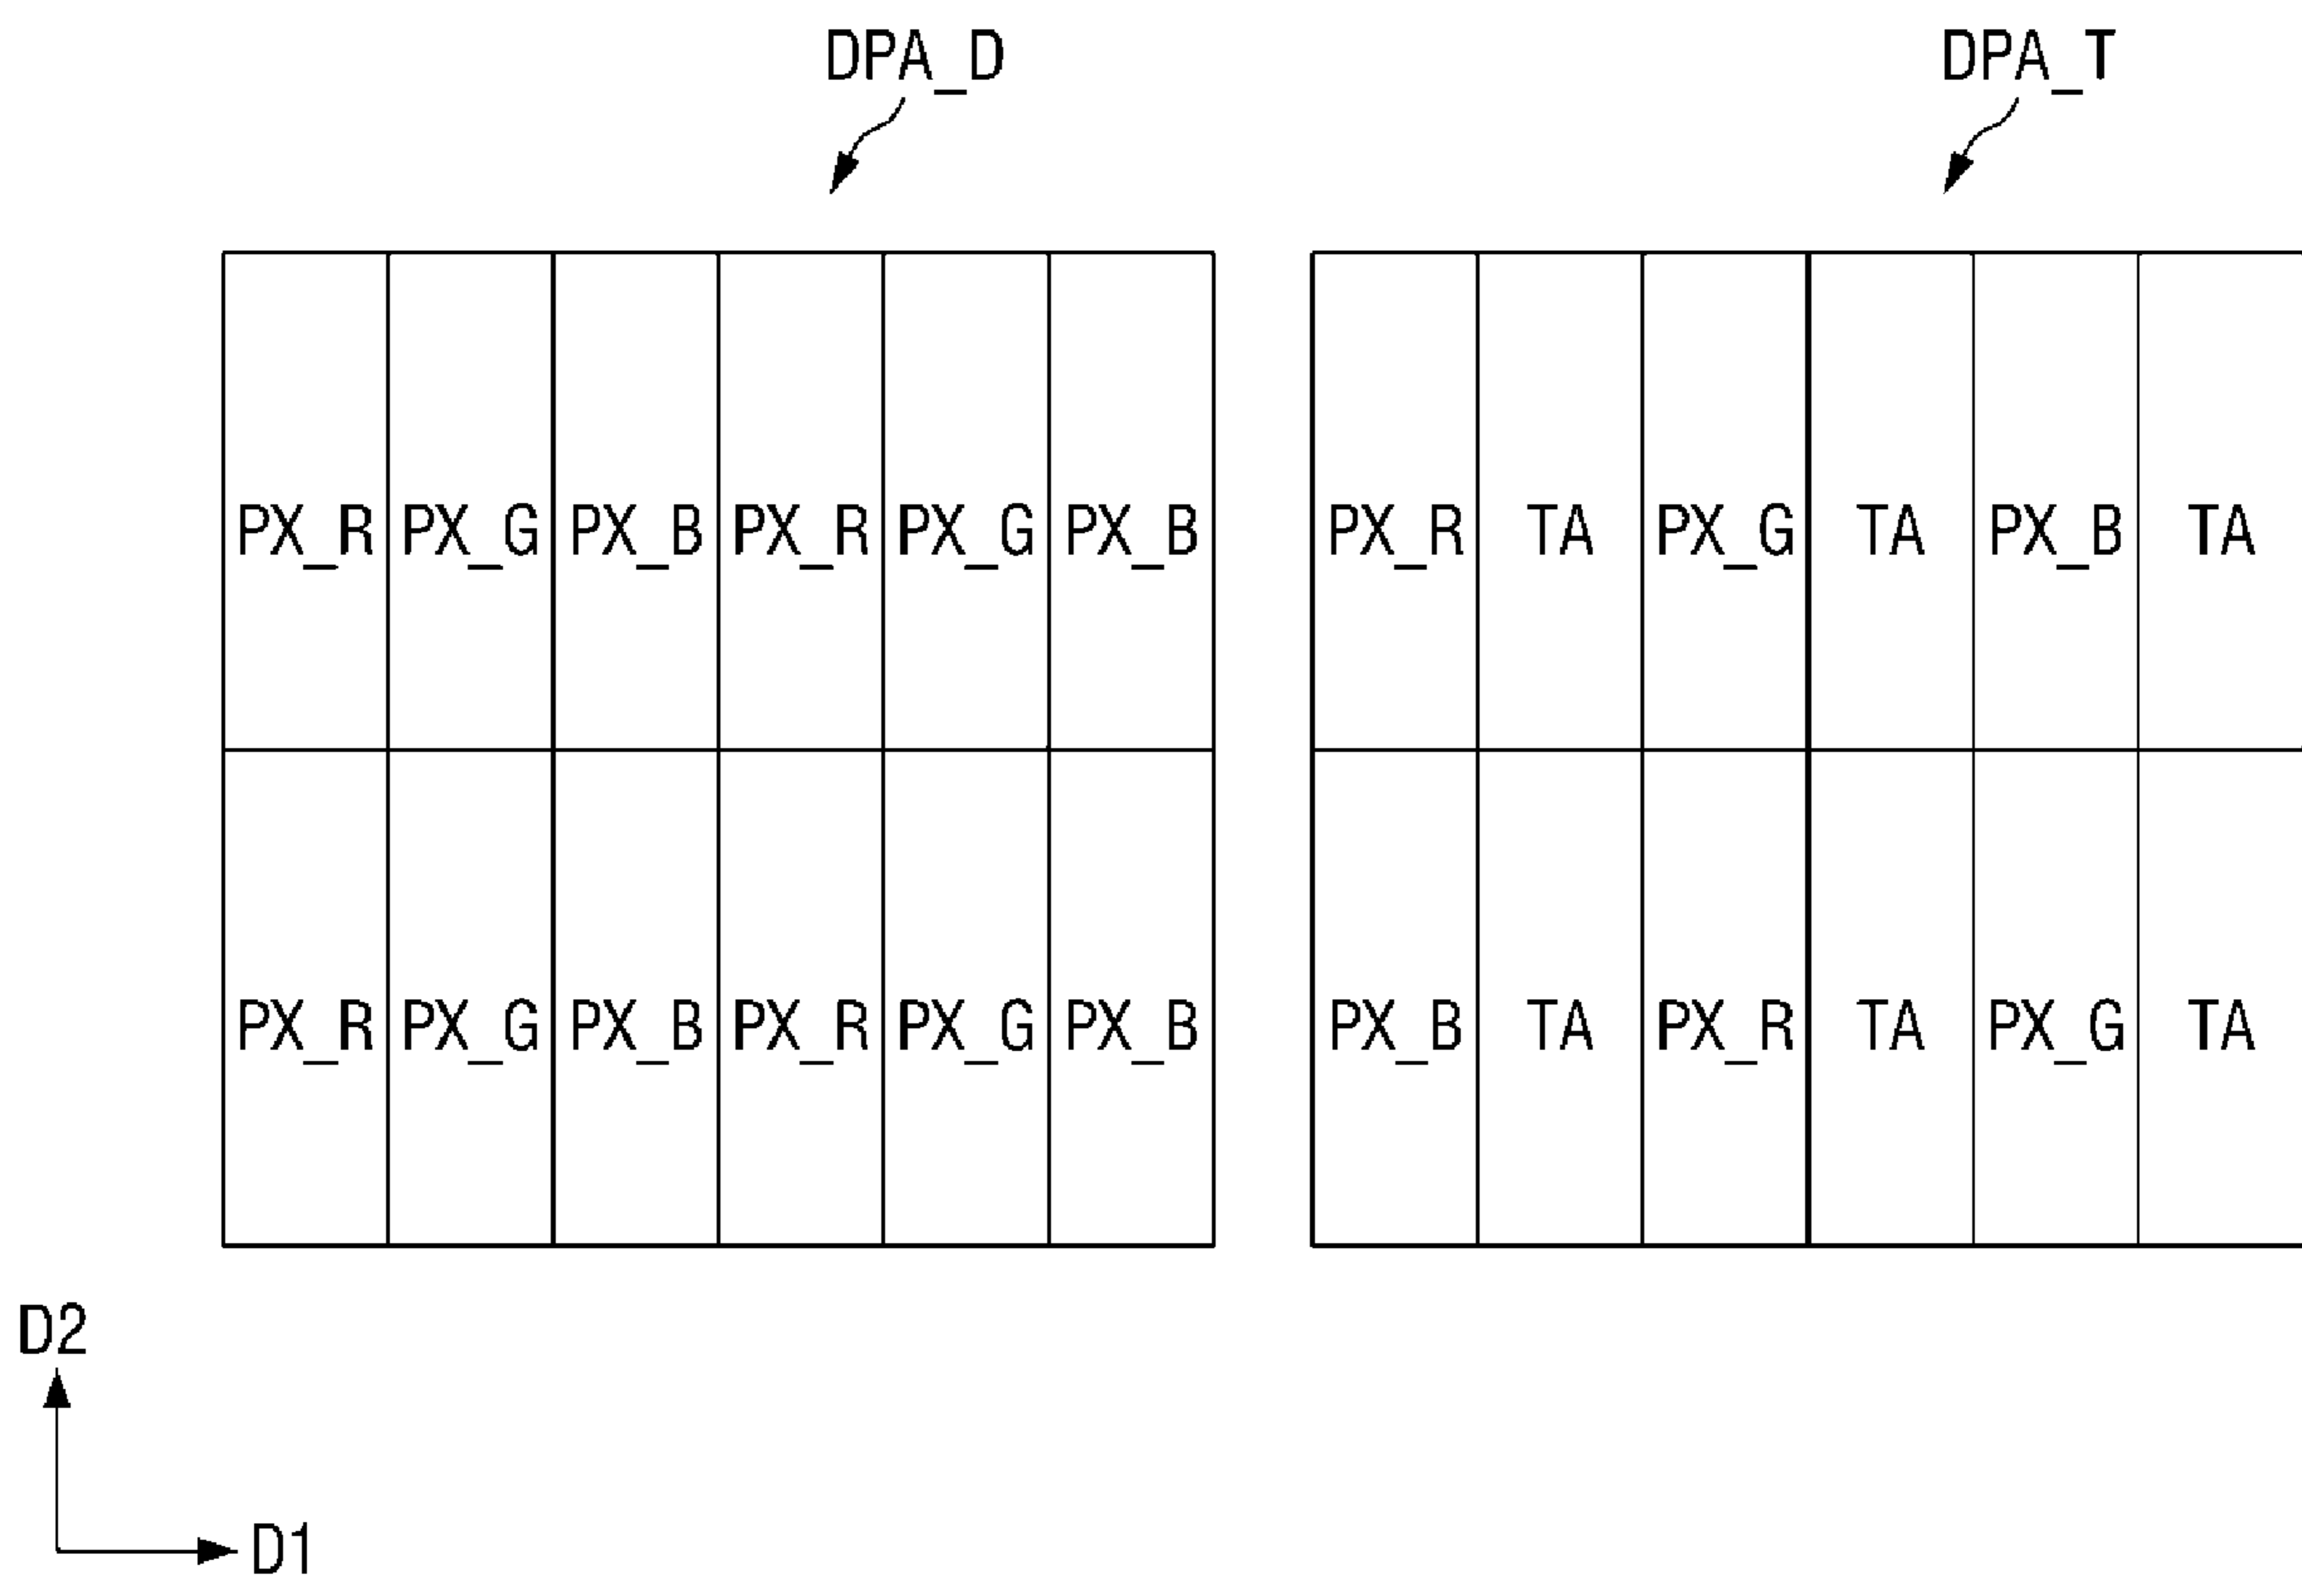 DPA_D DPA_T
PX_R PX_G PX_B PX_R PX_G PX_B PX_R TA PX_G TA PX_B TA
PX_R PX_G PX_B PX_R PX_G PX_B PX_B TA PX_R TA PX_G TA
D2
D1